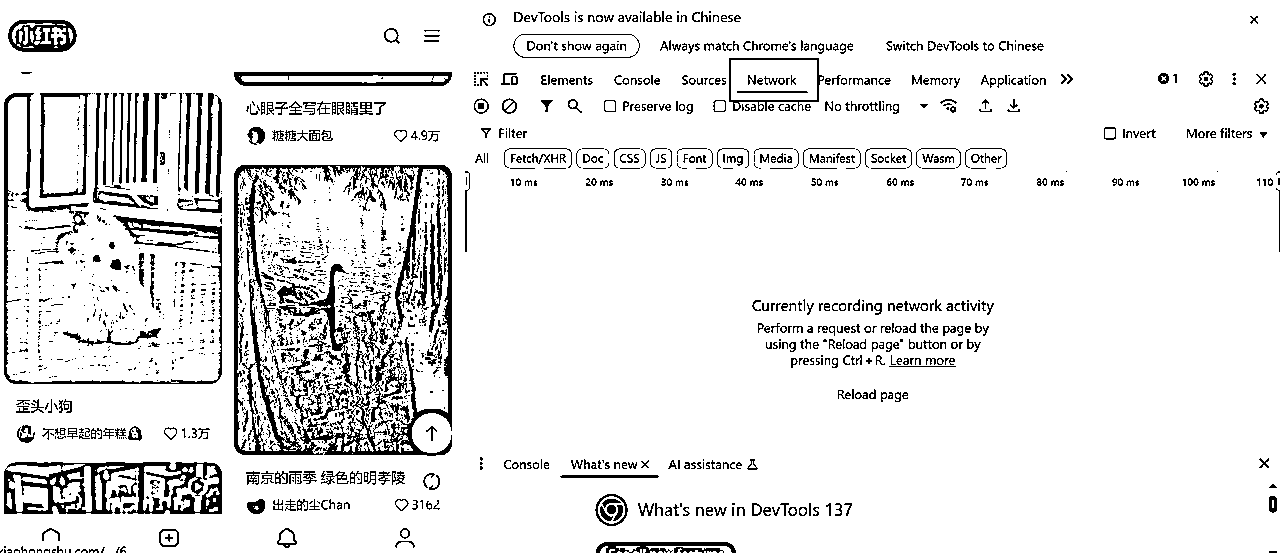 小红书
心眼子全写在眼睛里了
糖糖大面包
4.9万
歪头小狗
不想早起的年糕
1.3万
南京的雨季 绿色的明孝陵
出走的尘Chan
3162
DevTools is now available in Chinese
Don't show again Always match Chrome's language Switch DevTools to Chinese
Elements Console Sources Network Performance Memory Application 1
Preserve log Disable cache No throttling
Filter Invert More filters
All Fetch/XHR Doc CSS JS Font Img Media Manifest Socket Wasm Other
10 ms 20 ms 30 ms 40 ms 50 ms 60 ms 70 ms 80 ms 90 ms 100 ms 110
Currently recording network activity
Perform a request or reload the page by
using the "Reload page" button or by
pressing Ctrl + R. Learn more
Reload page
Console What's new AI assistance
What's new in DevTools 137